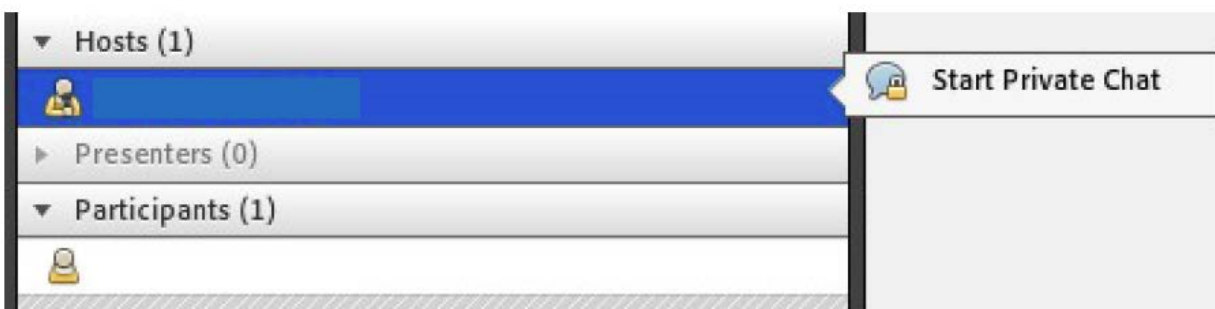 Hosts (1)
Start Private Chat
Presenters (0)
Participants (1)